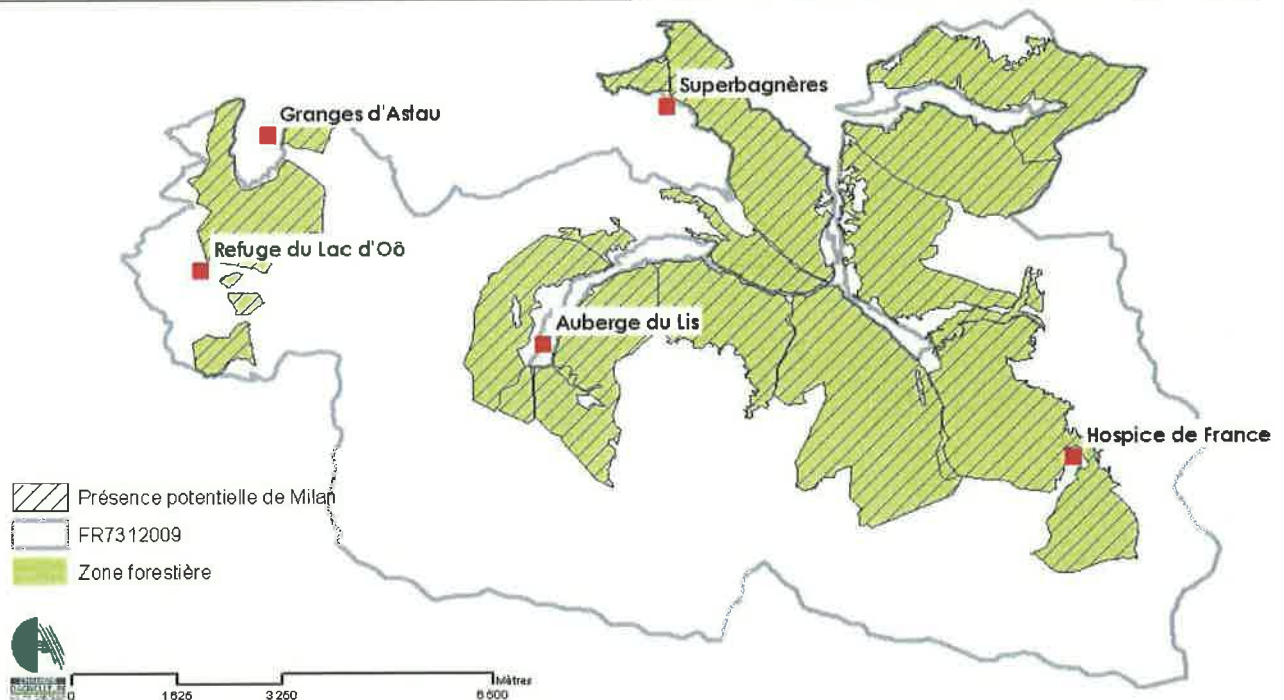 Superbagnères
Granges d'Astau
Refuge du Lac d'Oô
Auberge du Lis
Hospice de France
Présence potentielle de Milan
FR7312009
Zone forestière
Mètres
0 1 625 3 250 6 500